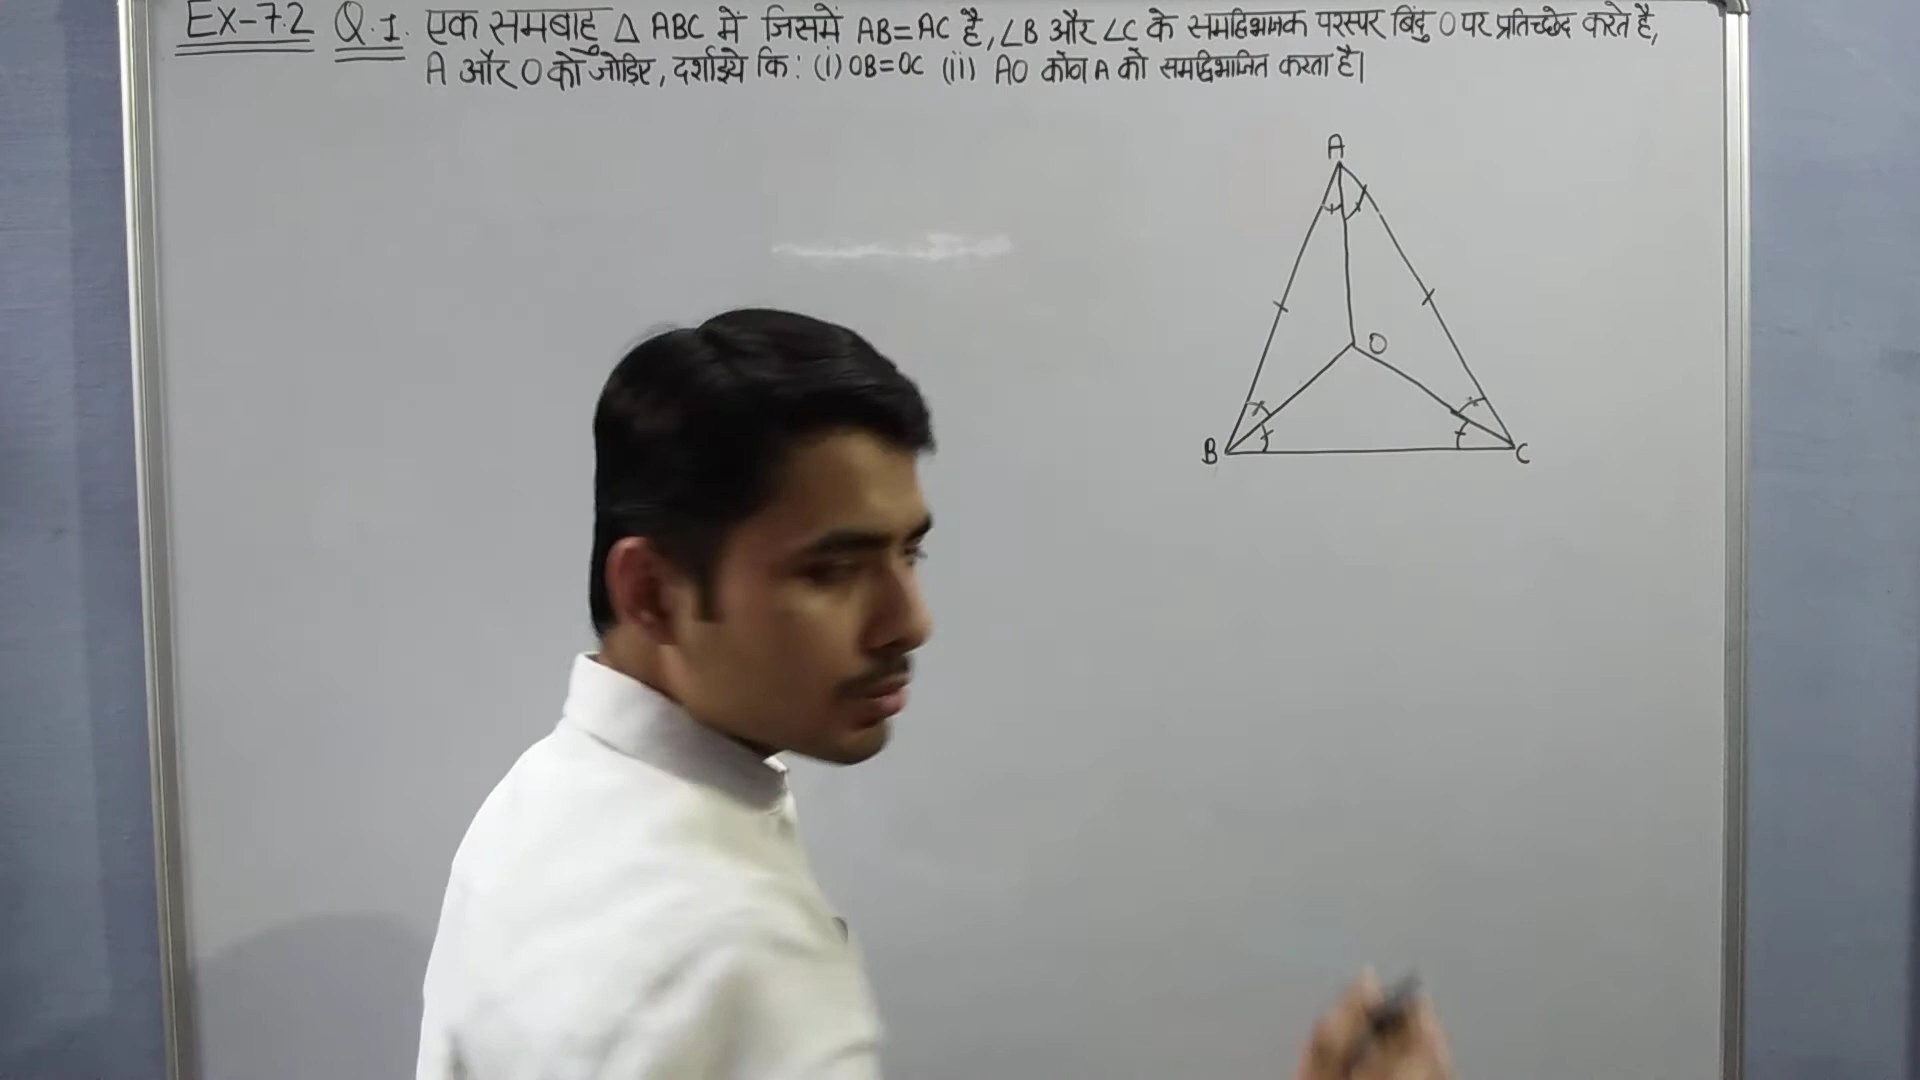 EX-7.2 Q.1. एक समबाहु △ ABC में जिसमें AB=AC है, ∠B और ∠C के समद्विभाजक परस्पर बिंदु O पर प्रतिच्छेद करते है,
A और O को जोड़िए, दर्शाइये कि : (i) OB=OC (ii) AO कोण A को समद्विभाजित करता है।
A
O
B
C